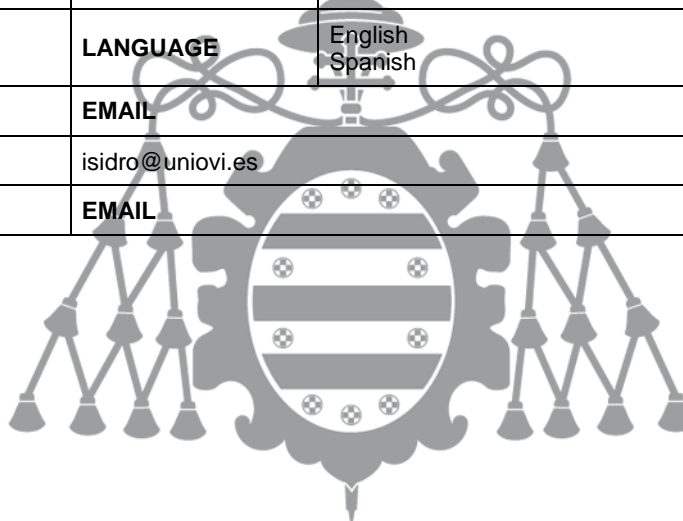 LANGUAGE
English
Spanish
EMAIL
isidro@uniovi.es
EMAIL